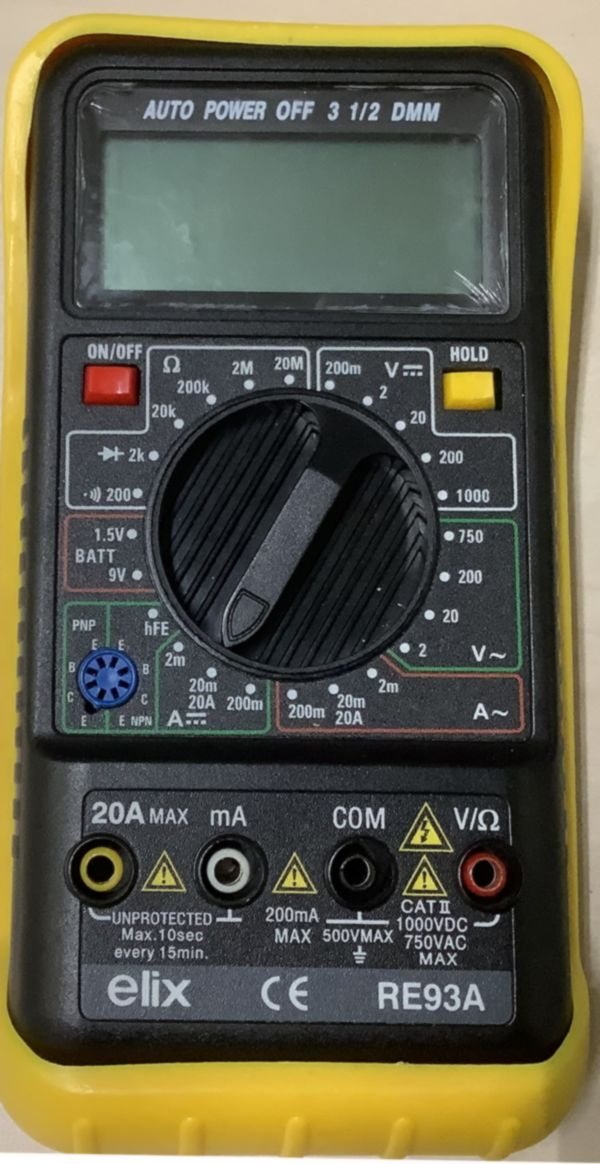 AUTO POWER OFF 3 1/2 DMM
ON/OFF
HOLD
Ω
200k
2M
20M
200m
V⎓
2
20
20k
2k
200
•))) 200
1000
1.5V
BATT
9V
750
200
20
2
V~
PNP
hFE
E E
B B
C C
E E NPN
2m
20m
20A
200m
A⎓
200m
20m
20A
2m
A~
20A MAX
mA
COM
V/Ω
UNPROTECTED
Max.10sec
every 15min.
200mA
MAX
500VMAX
CAT II
1000VDC
750VAC
MAX
elix
CE
RE93A